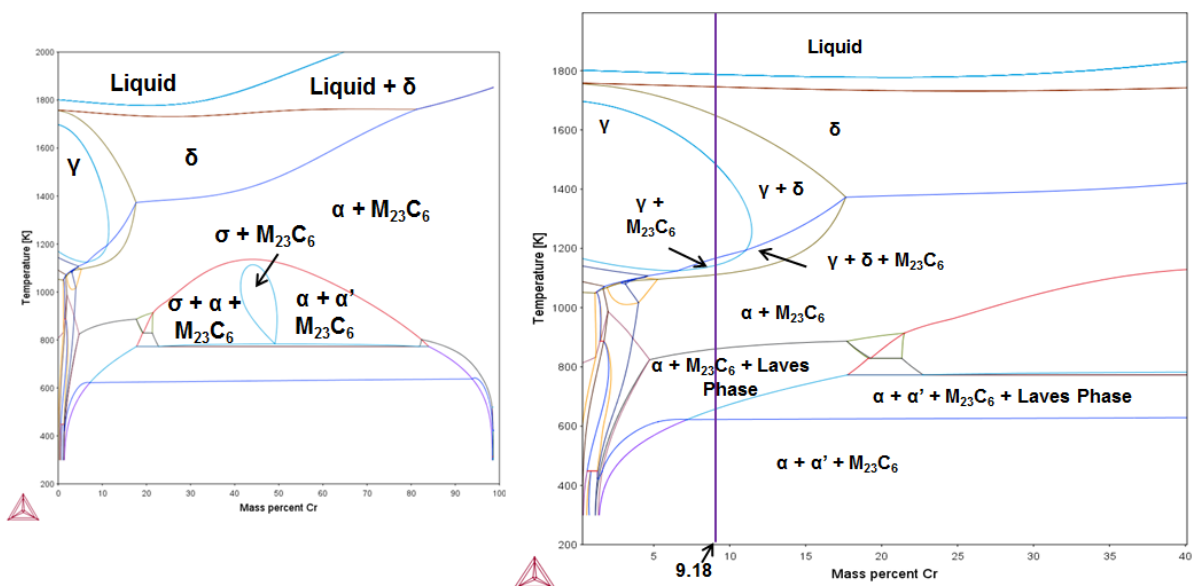 2000
1800
1600
1400
1200
1000
800
600
400
200
Temperature [K]
Liquid
Liquid + δ
γ
δ
α + M₂₃C₆
σ + M₂₃C₆
σ + α +
M₂₃C₆
α + α’
M₂₃C₆
0 10 20 30 40 50 60 70 80 90 100
Mass percent Cr
1800
1600
1400
1200
1000
800
600
400
200
Temperature [K]
Liquid
γ
δ
γ + δ
γ +
M₂₃C₆
γ + δ + M₂₃C₆
α + M₂₃C₆
α + M₂₃C₆ + Laves
Phase
α + α’ + M₂₃C₆ + Laves Phase
α + α’ + M₂₃C₆
5 10 15 20 25 30 35 40
9.18
Mass percent Cr